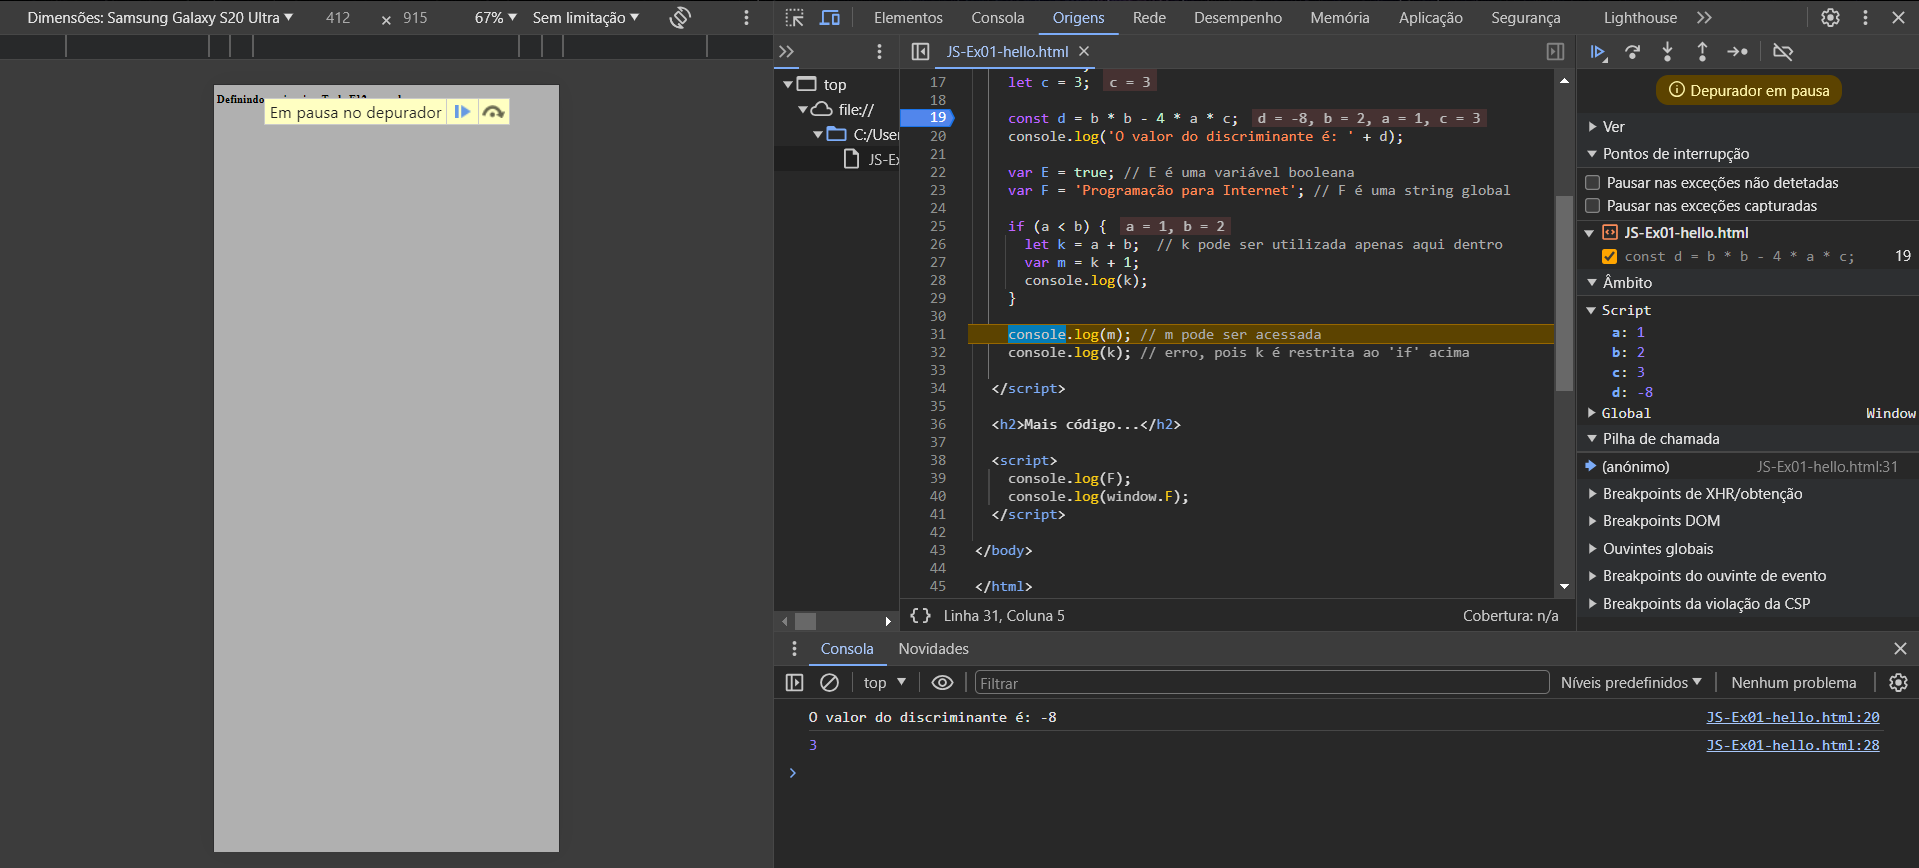 Dimensões: Samsung Galaxy S20 Ultra 412 × 915 67% Sem limitação
Elementos Consola Origens Rede Desempenho Memória Aplicação Segurança Lighthouse
Definindo
Em pausa no depurador
top
file://
C:/User
JS-Ex
JS-Ex01-hello.html
17 let c = 3; c = 3
18
19 const d = b * b - 4 * a * c; d = -8, b = 2, a = 1, c = 3
20 console.log('O valor do discriminante é: ' + d);
21
22 var E = true; // E é uma variável booleana
23 var F = 'Programação para Internet'; // F é uma string global
24
25 if (a < b) { a = 1, b = 2
26 let k = a + b; // k pode ser utilizada apenas aqui dentro
27 var m = k + 1;
28 console.log(k);
29 }
30
31 console.log(m); // m pode ser acessada
32 console.log(k); // erro, pois k é restrita ao 'if' acima
33
34 </script>
35
36 <h2>Mais código...</h2>
37
38 <script>
39 console.log(F);
40 console.log(window.F);
41 </script>
42
43 </body>
44
45 </html>
{} Linha 31, Coluna 5 Cobertura: n/a
Depurador em pausa
Ver
Pontos de interrupção
Pausar nas exceções não detetadas
Pausar nas exceções capturadas
JS-Ex01-hello.html
const d = b * b - 4 * a * c; 19
Âmbito
Script
a: 1
b: 2
c: 3
d: -8
Global Window
Pilha de chamada
(anónimo) JS-Ex01-hello.html:31
Breakpoints de XHR/obtenção
Breakpoints DOM
Ouvintes globais
Breakpoints do ouvinte de evento
Breakpoints da violação da CSP
Consola Novidades
top Filtrar Níveis predefinidos Nenhum problema
O valor do discriminante é: -8 JS-Ex01-hello.html:20
3 JS-Ex01-hello.html:28